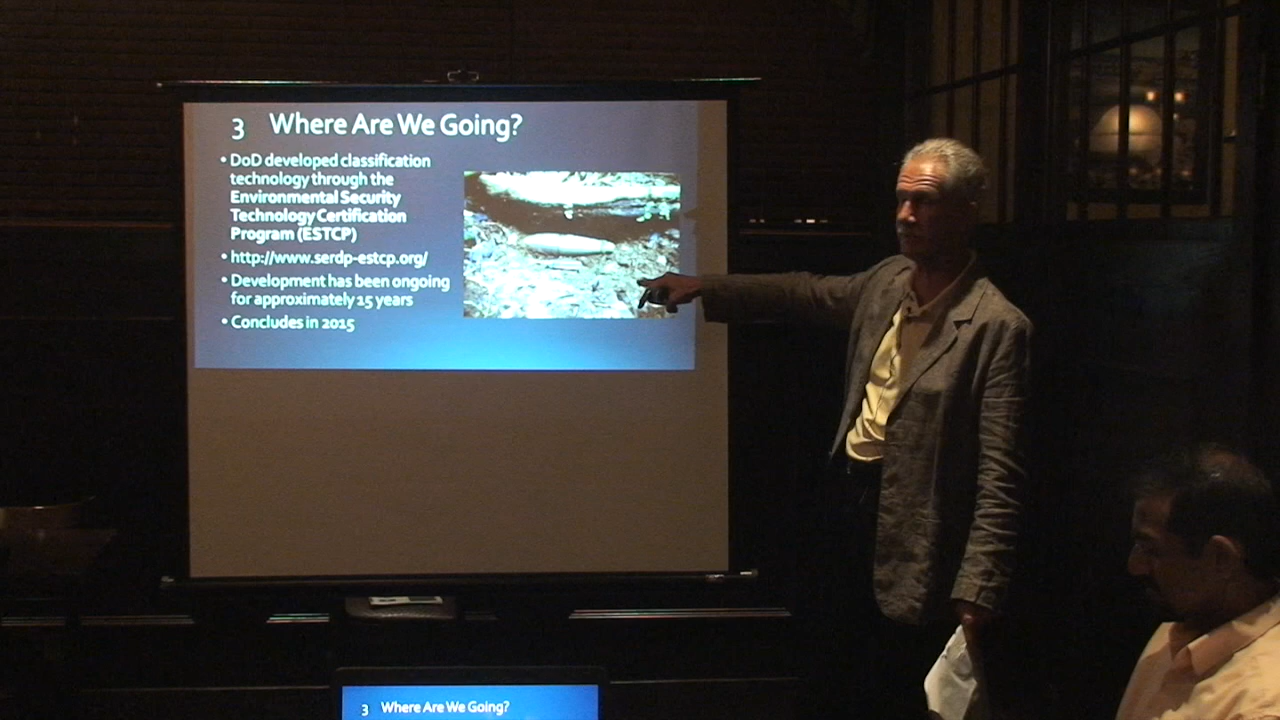 3 Where Are We Going?
• DoD developed classification
technology through the
Environmental Security
Technology Certification
Program (ESTCP)
• http://www.serdp-estcp.org/
• Development has been ongoing
for approximately 15 years
• Concludes in 2015
3 Where Are We Going?